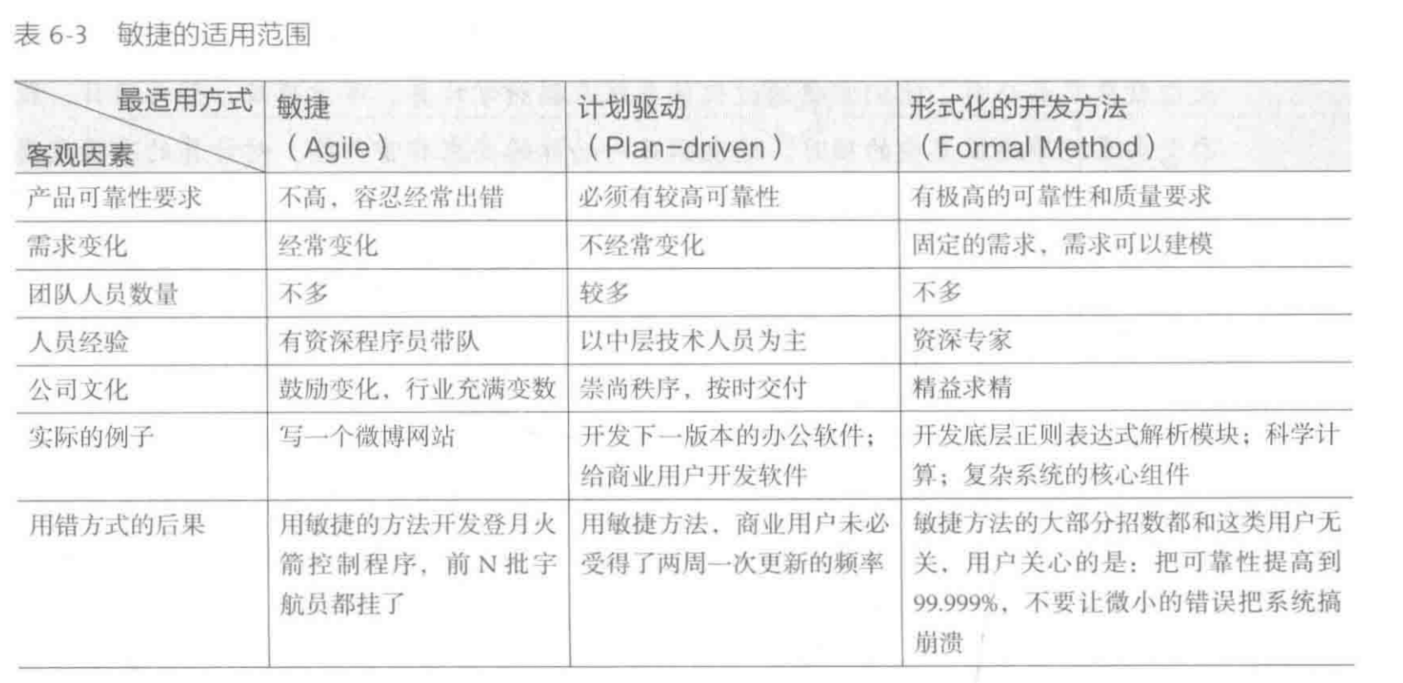 表 6-3 敏捷的适用范围
最适用方式 敏捷 计划驱动 形式化的开发方法
客观因素 （Agile） （Plan-driven） （Formal Method）
产品可靠性要求 不高，容忍经常出错 必须有较高可靠性 有极高的可靠性和质量要求
需求变化 经常变化 不经常变化 固定的需求，需求可以建模
团队人员数量 不多 较多 不多
人员经验 有资深程序员带队 以中层技术人员为主 资深专家
公司文化 鼓励变化，行业充满变数 崇尚秩序，按时交付 精益求精
实际的例子 写一个微博网站 开发下一版本的办公软件； 开发底层正则表达式解析模块；科学计
给商业用户开发软件 算；复杂系统的核心组件
用错方式的后果 用敏捷的方法开发登月火 用敏捷方法，商业用户未必 敏捷方法的大部分招数都和这类用户无
箭控制程序，前 N 批宇 受得了两周一次更新的频率 关，用户关心的是：把可靠性提高到
航员都挂了 99.999%，不要让微小的错误把系统搞
崩溃